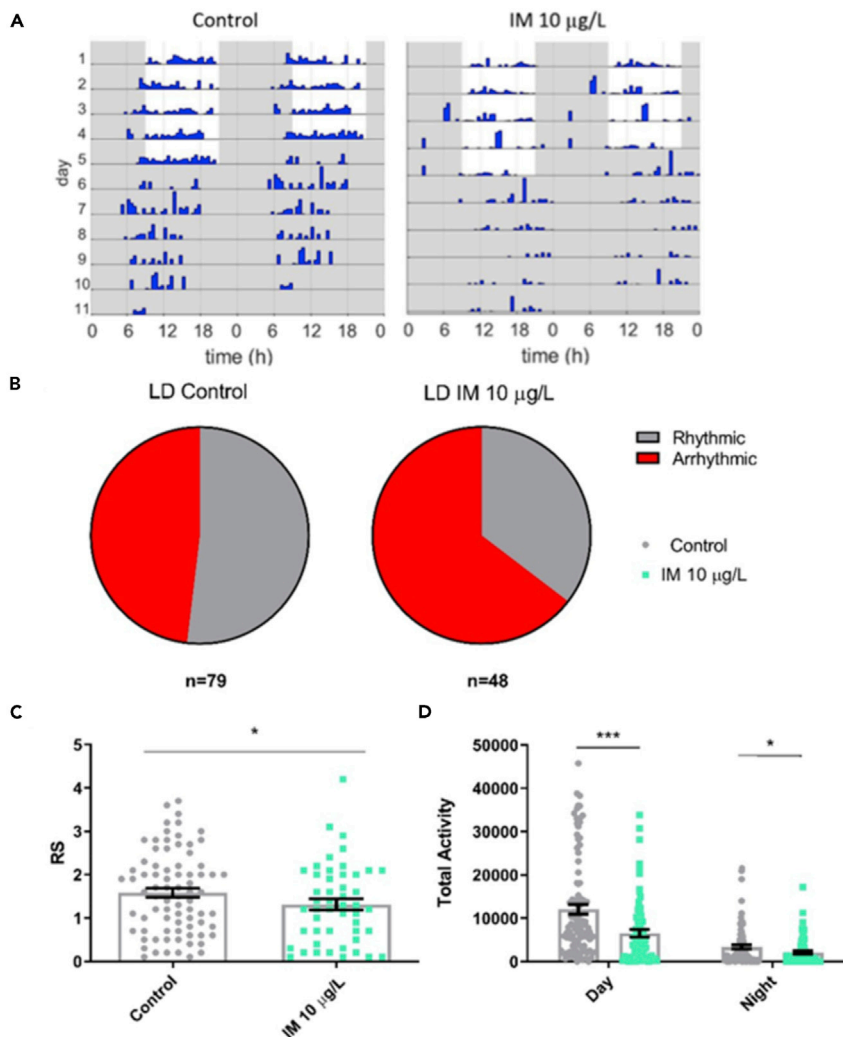 A
Control
IM 10 μg/L
day
1
2
3
4
5
6
7
8
9
10
11
0 6 12 18 0 6 12 18 0
0 6 12 18 0 6 12 18 0
time (h)
time (h)
B
LD Control
LD IM 10 μg/L
Rhythmic
Arrhythmic
Control
IM 10 μg/L
n=79
n=48
C
*
RS
5
4
3
2
1
0
Control
IM 10 μg/L
D
***
*
Total Activity
50000
40000
30000
20000
10000
0
Day
Night